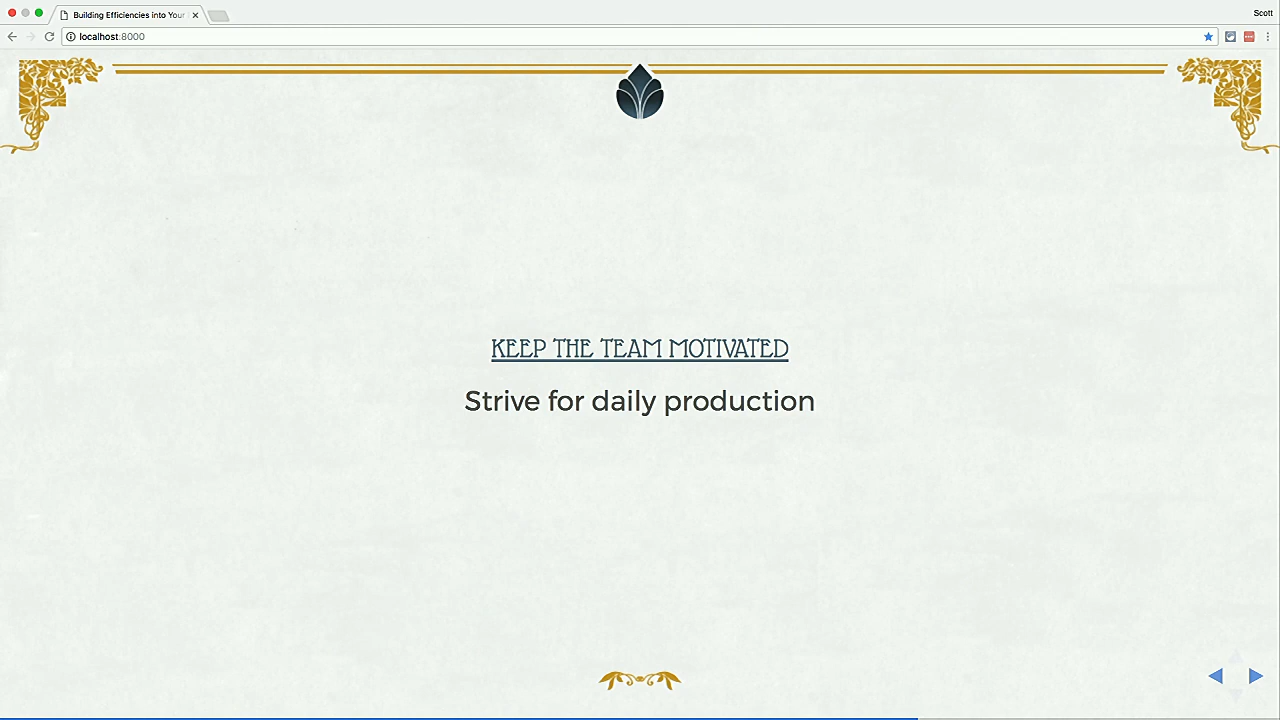 Building Efficiencies into Your
Scott
localhost:8000
KEEP THE TEAM MOTIVATED
Strive for daily production